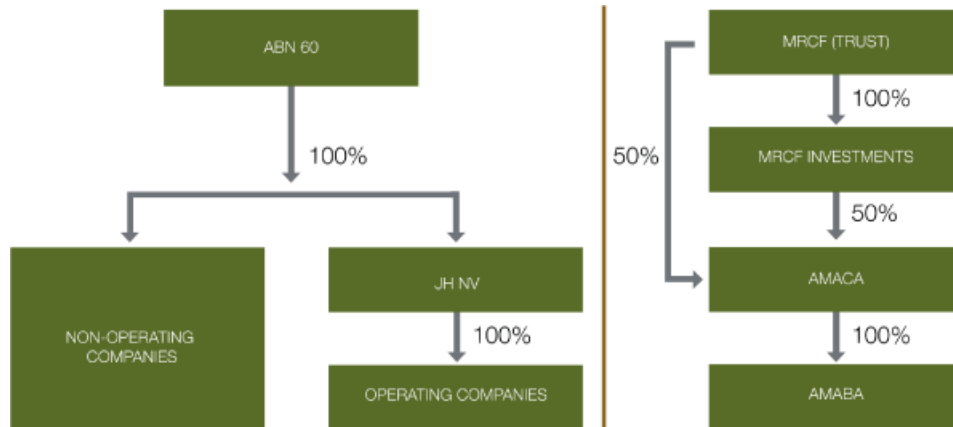 ABN 60
100%
NON-OPERATING
COMPANIES
JH NV
100%
OPERATING COMPANIES
MRCF (TRUST)
100%
50%
MRCF INVESTMENTS
50%
AMACA
100%
AMABA